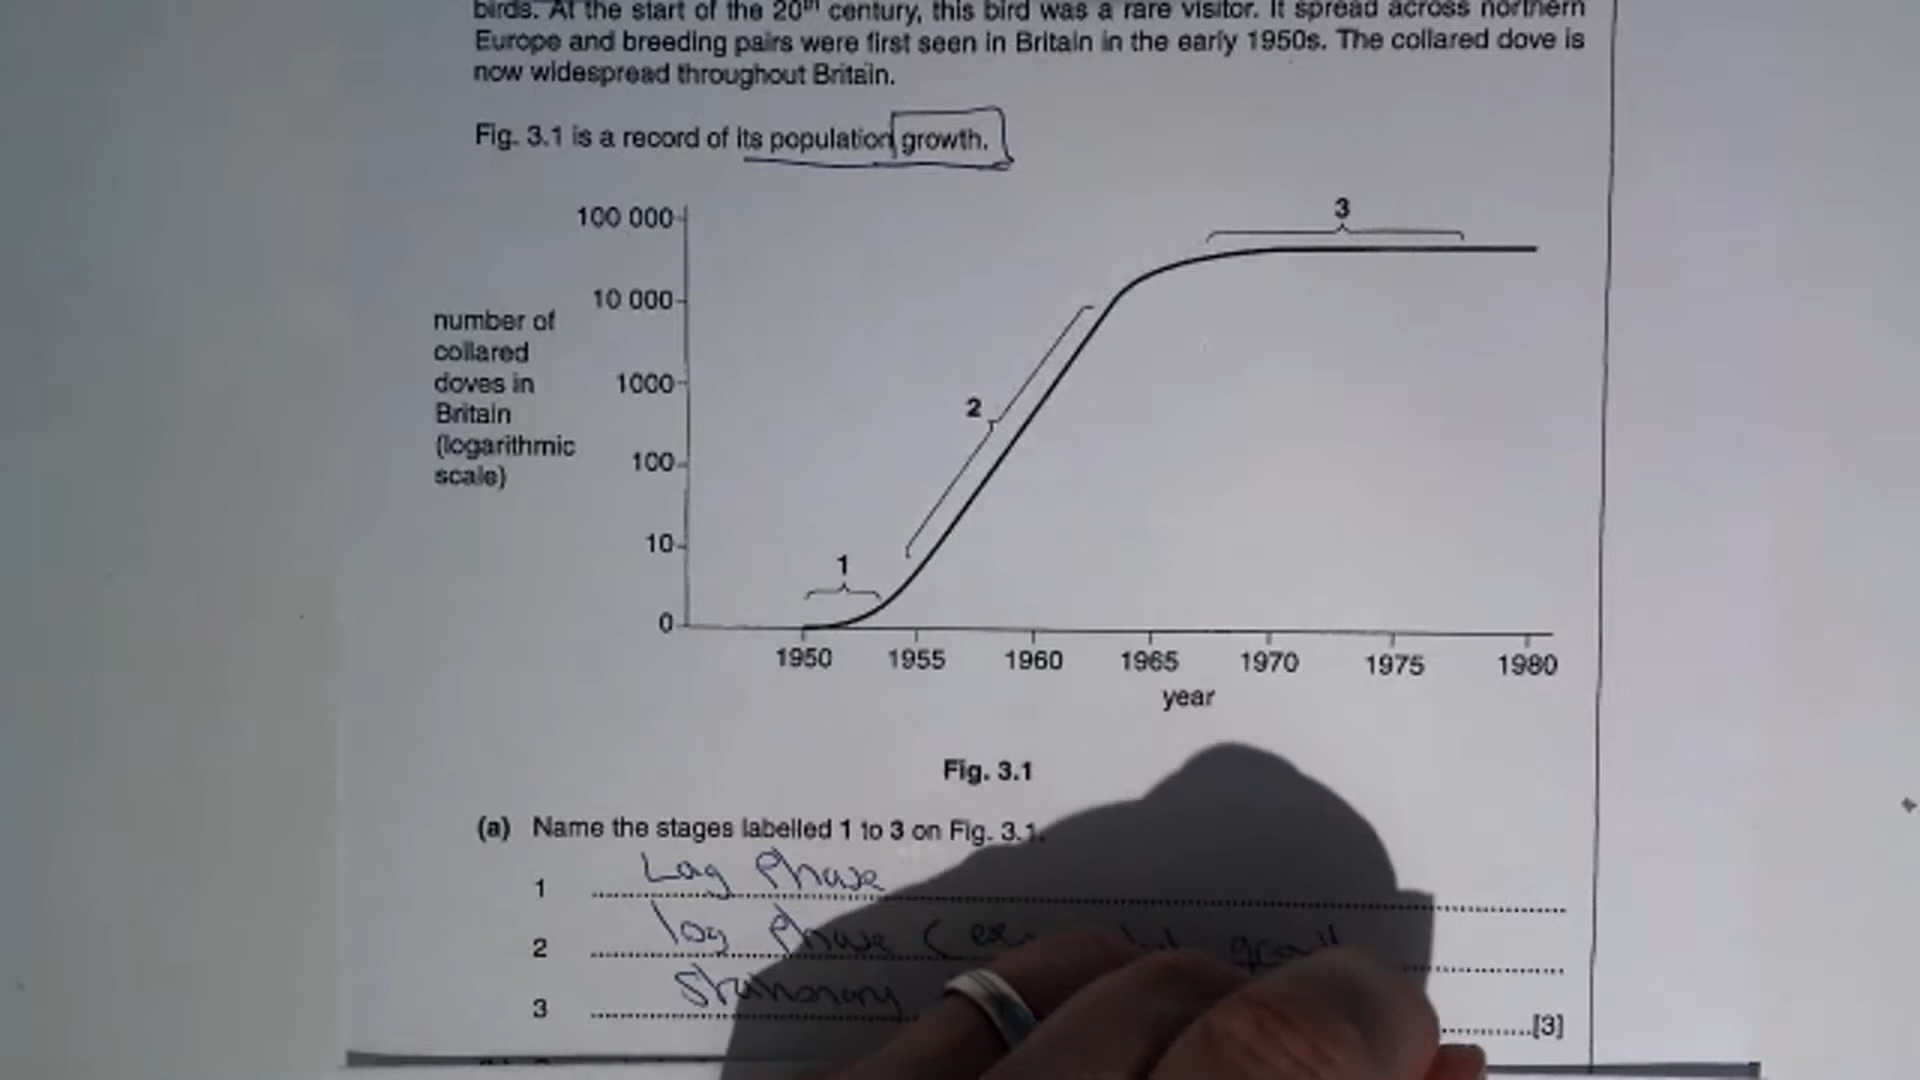 birds. At the start of the 20th century, this bird was a rare visitor. It spread across northern
Europe and breeding pairs were first seen in Britain in the early 1950s. The collared dove is
now widespread throughout Britain.
Fig. 3.1 is a record of its population growth.
3
100 000
10 000
number of
collared
doves in
Britain
(logarithmic
scale)
1000
2
100
10
1
0
1950 1955 1960 1965 1970 1975 1980
year
Fig. 3.1
(a) Name the stages labelled 1 to 3 on Fig. 3.1.
1 Lag Phase
2 log Phase (
3 Stationary
[3]